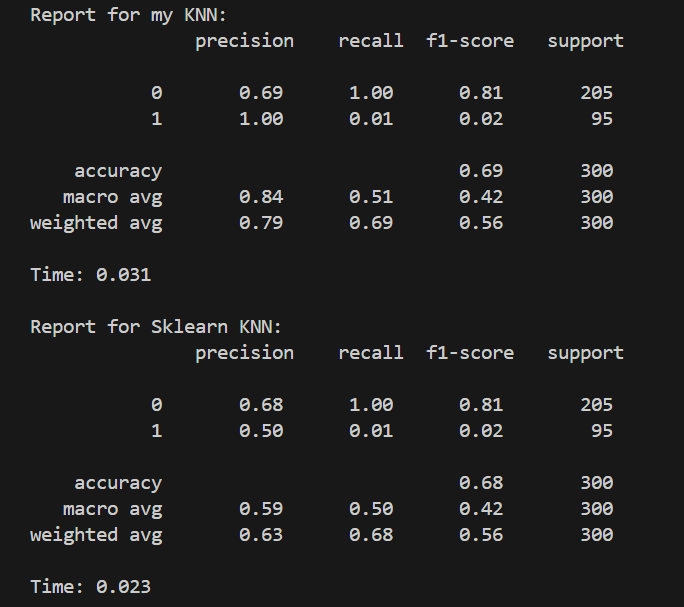 Report for my KNN:
precision recall f1-score support
0 0.69 1.00 0.81 205
1 1.00 0.01 0.02 95
accuracy 0.69 300
macro avg 0.84 0.51 0.42 300
weighted avg 0.79 0.69 0.56 300
Time: 0.031
Report for Sklearn KNN:
precision recall f1-score support
0 0.68 1.00 0.81 205
1 0.50 0.01 0.02 95
accuracy 0.68 300
macro avg 0.59 0.50 0.42 300
weighted avg 0.63 0.68 0.56 300
Time: 0.023